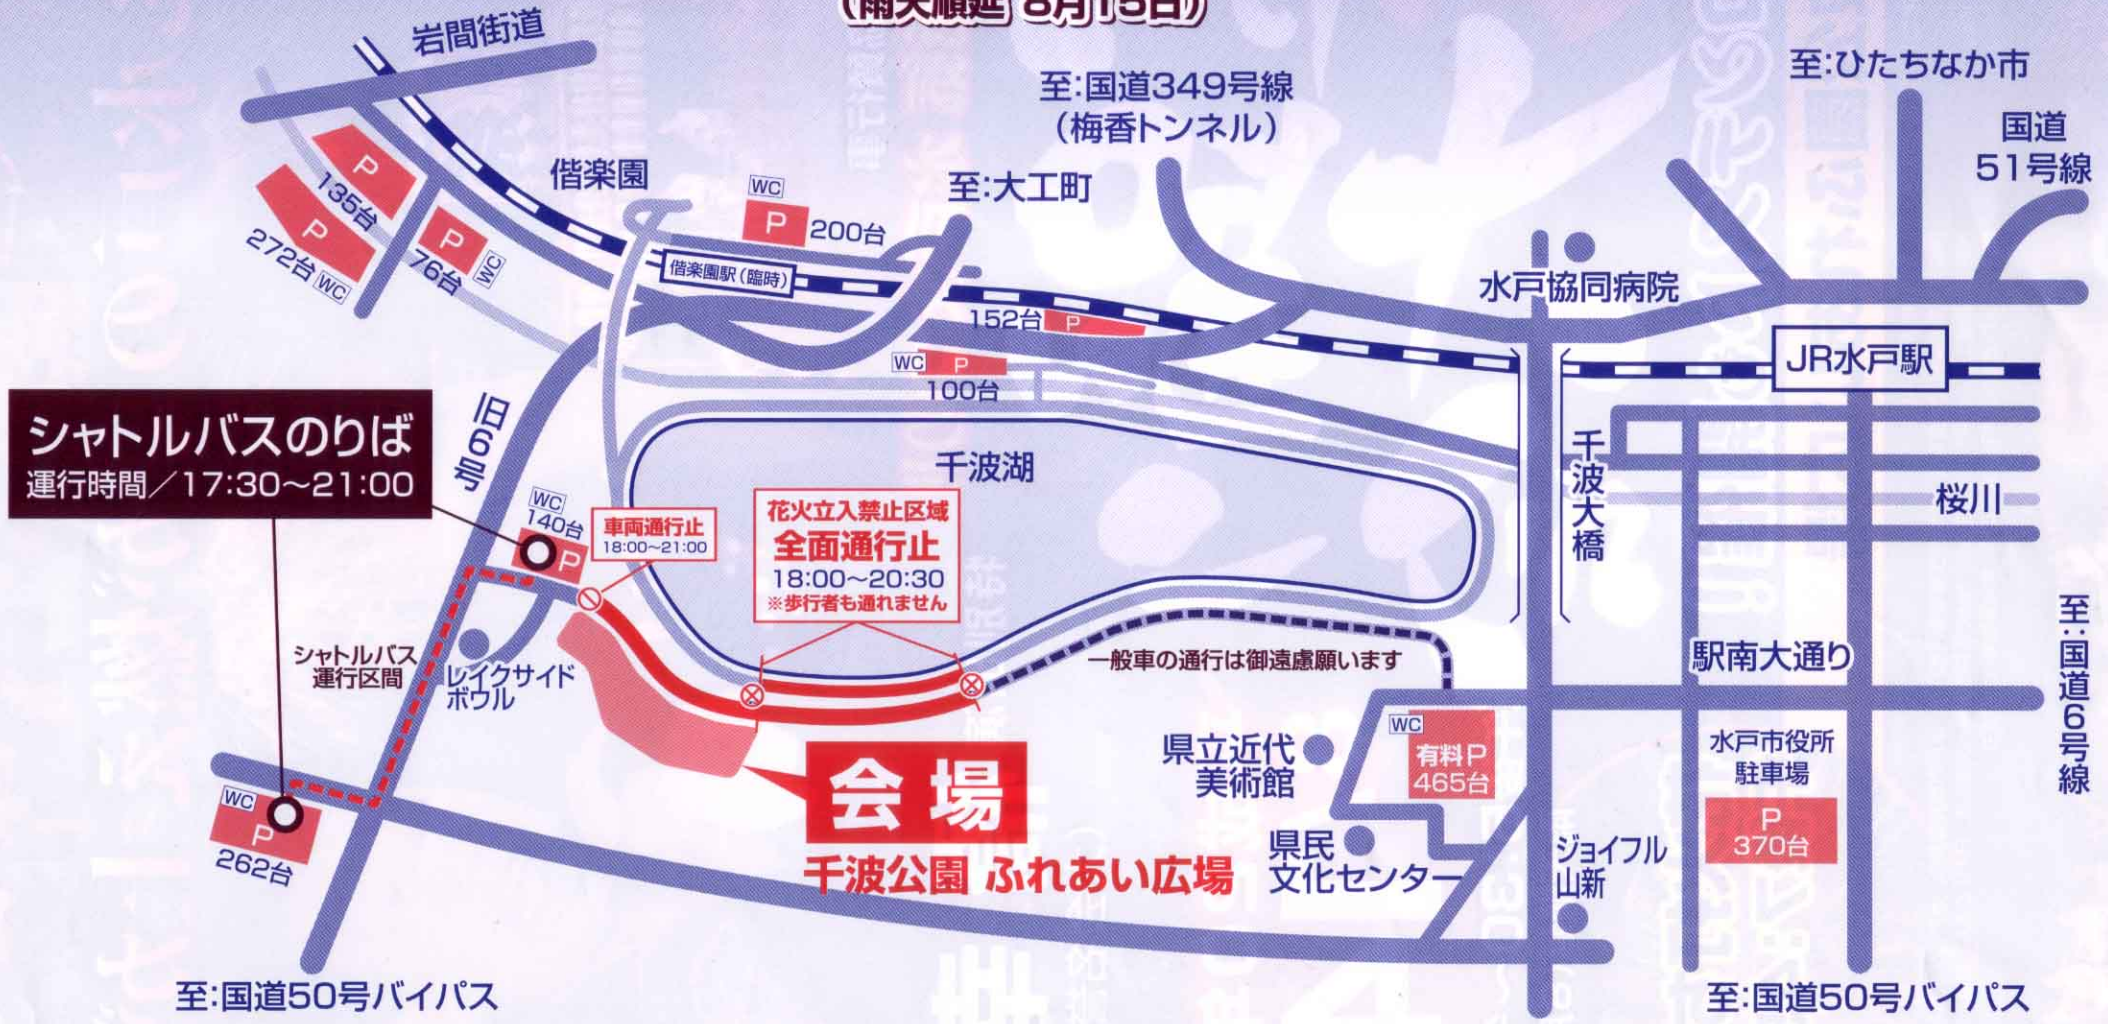 (雨天順延 8月15日)
岩間街道
至:国道349号線
(梅香トンネル)
至:ひたちなか市
国道
51号線
偕楽園
WC
P
200台
至:大工町
P
135台
P
272台
WC
P
76台
WC
偕楽園駅(臨時)
水戸協同病院
152台
P
WC
P
100台
JR水戸駅
シャトルバスのりば
運行時間/17:30〜21:00
旧6号
千波湖
千波大橋
桜川
WC
140台
P
車両通行止
18:00〜21:00
花火立入禁止区域
全面通行止
18:00〜20:30
※歩行者も通れません
シャトルバス
運行区間
レイクサイド
ボウル
一般車の通行は御遠慮願います
駅南大通り
至:国道6号線
WC
P
262台
会場
千波公園 ふれあい広場
県立近代
美術館
WC
有料P
465台
県民
文化センター
ジョイフル
山新
水戸市役所
駐車場
P
370台
至:国道50号バイパス
至:国道50号バイパス